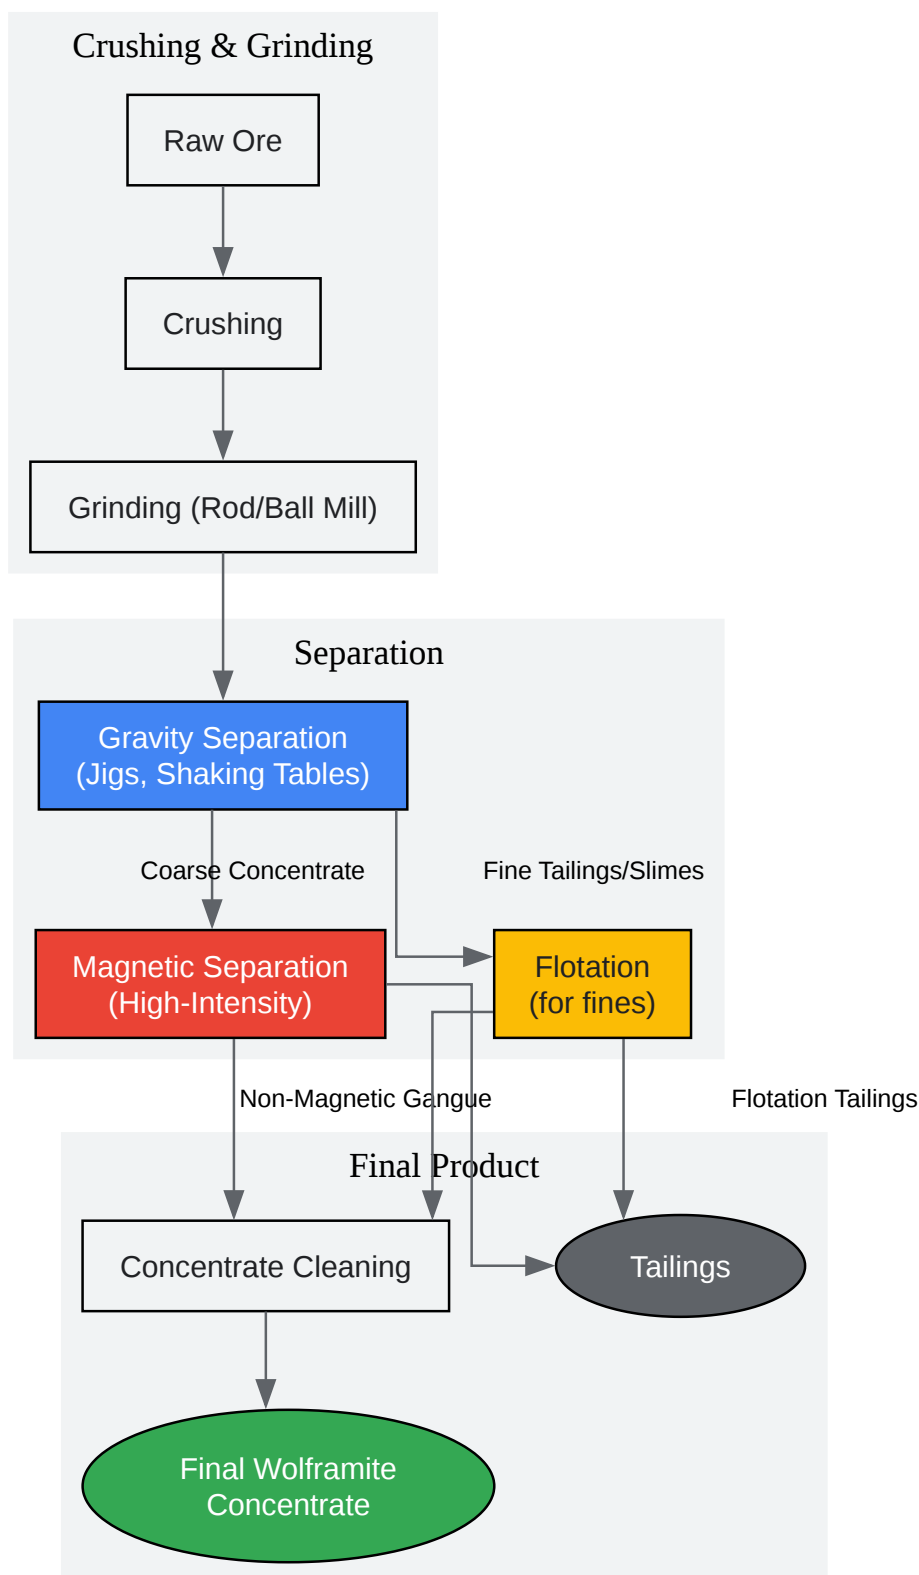 Crushing & Grinding
Raw Ore
Crushing
Grinding (Rod/Ball Mill)
Separation
Gravity Separation
(Jigs, Shaking Tables)
Coarse Concentrate
Fine Tailings/Slimes
Magnetic Separation
(High-Intensity)
Flotation
(for fines)
Non-Magnetic Gangue
Flotation Tailings
Final Product
Concentrate Cleaning
Tailings
Final Wolframite
Concentrate